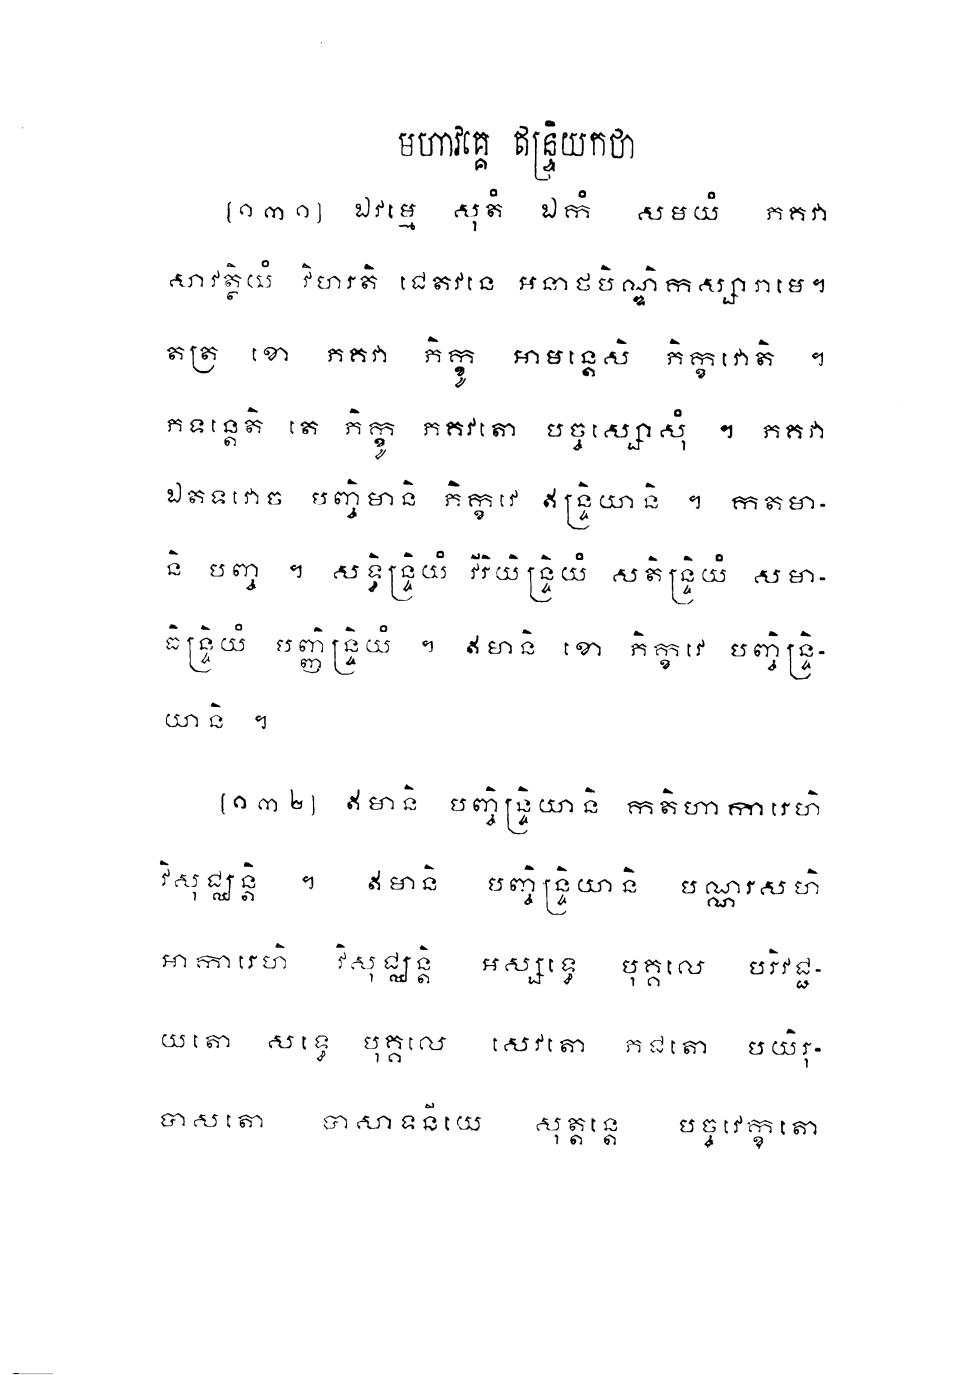 មហាវគ្គេ ឥន្ទ្រិយកថា
[១៣១] ឯវម្មេ សុតំ ឯកំ សមយំ ភគវា
សាវត្ថិយំ វិហរតិ ជេតវនេ អនាថបិណ្ឌិកស្សារាមេ។
តត្រ ខោ ភគវា ភិក្ខូ អាមន្តេសិ ភិក្ខវោតិ ។
ភទន្តេតិ តេ ភិក្ខូ ភគវតោ បច្ចស្សោសុំ ។ ភគវា
ឯតទវោច បញ្ចិមានិ ភិក្ខវេ ឥន្ទ្រិយានិ ។ កតមា-
និ បញ្ច ។ សទ្ធិន្ទ្រិយំ វីរិយិន្ទ្រិយំ សតិន្ទ្រិយំ សមា-
ធិន្ទ្រិយំ បញ្ញិន្ទ្រិយំ ។ ឥមានិ ខោ ភិក្ខវេ បញ្ចិន្ទ្រិ-
យានិ ។
[១៣២] ឥមានិ បញ្ចិន្ទ្រិយានិ កតិហាការេហិ
វិសុជ្ឈន្តិ ។ ឥមានិ បញ្ចិន្ទ្រិយានិ បណ្ណរសហិ
អាការេហិ វិសុជ្ឈន្តិ អស្សទ្ធេ បុគ្គលេ បរិវជ្ជ-
យតោ សទ្ធេ បុគ្គលេ សេវតោ ភជតោ បយិរុ-
បាសតោ បាសាទនីយេ សុត្តន្តេ បច្ចវេក្ខតោ